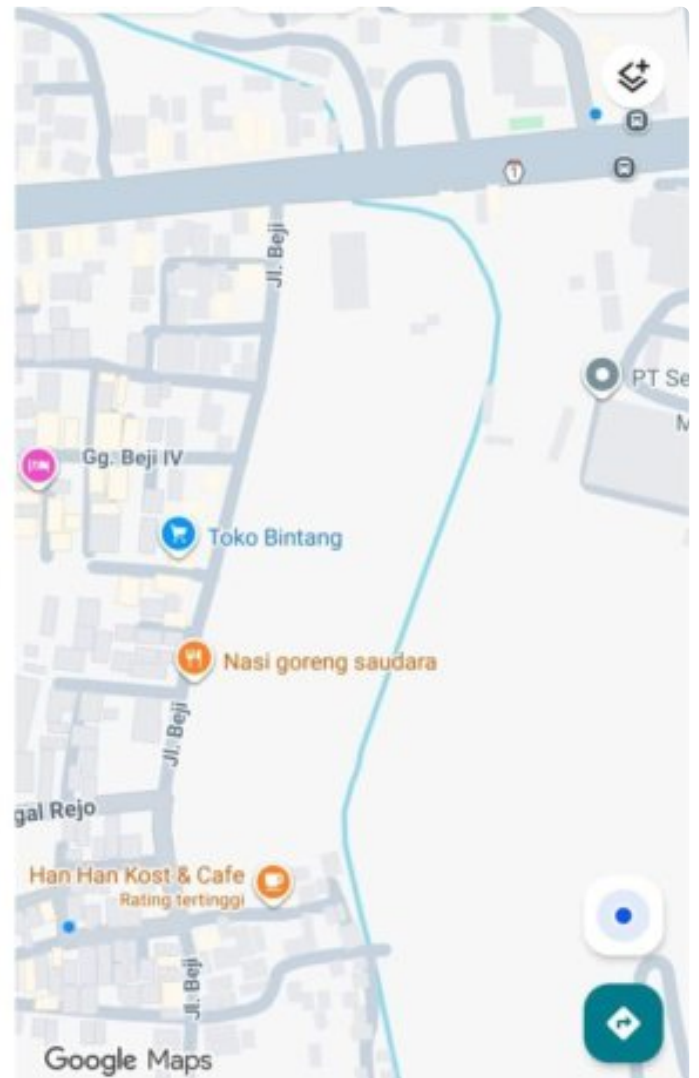 1
Jl. Beji
PT Se
M
Gg. Beji IV
Toko Bintang
Nasi goreng saudara
Jl. Beji
gal Rejo
Han Han Kost & Cafe
Rating tertinggi
Jl. Beji
Google Maps